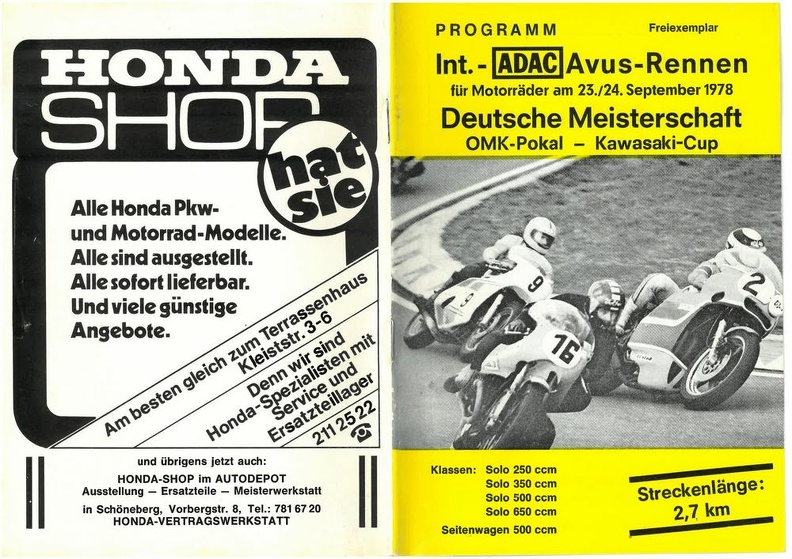 HONDA
SHOP
hat
sie
Alle Honda Pkw-
und Motorrad-Modelle.
Alle sind ausgestellt.
Alle sofort lieferbar.
Und viele günstige
Angebote.
Am besten gleich zum Terrassenhaus
Kleiststr. 3-6
Denn wir sind
Honda-Spezialisten mit
Service und
Ersatzteillager
211 25 22
und übrigens jetzt auch:
HONDA-SHOP im AUTODEPOT
Ausstellung – Ersatzteile – Meisterwerkstatt
in Schöneberg, Vorbergstr. 8, Tel.: 781 67 20
HONDA-VERTRAGSWERKSTATT
PROGRAMM
Freiexemplar
Int.- ADAC Avus-Rennen
für Motorräder am 23./24. September 1978
Deutsche Meisterschaft
OMK-Pokal – Kawasaki-Cup
9
9
2
16
Klassen: Solo 250 ccm
Solo 350 ccm
Solo 500 ccm
Solo 650 ccm
Seitenwagen 500 ccm
Streckenlänge:
2,7 km